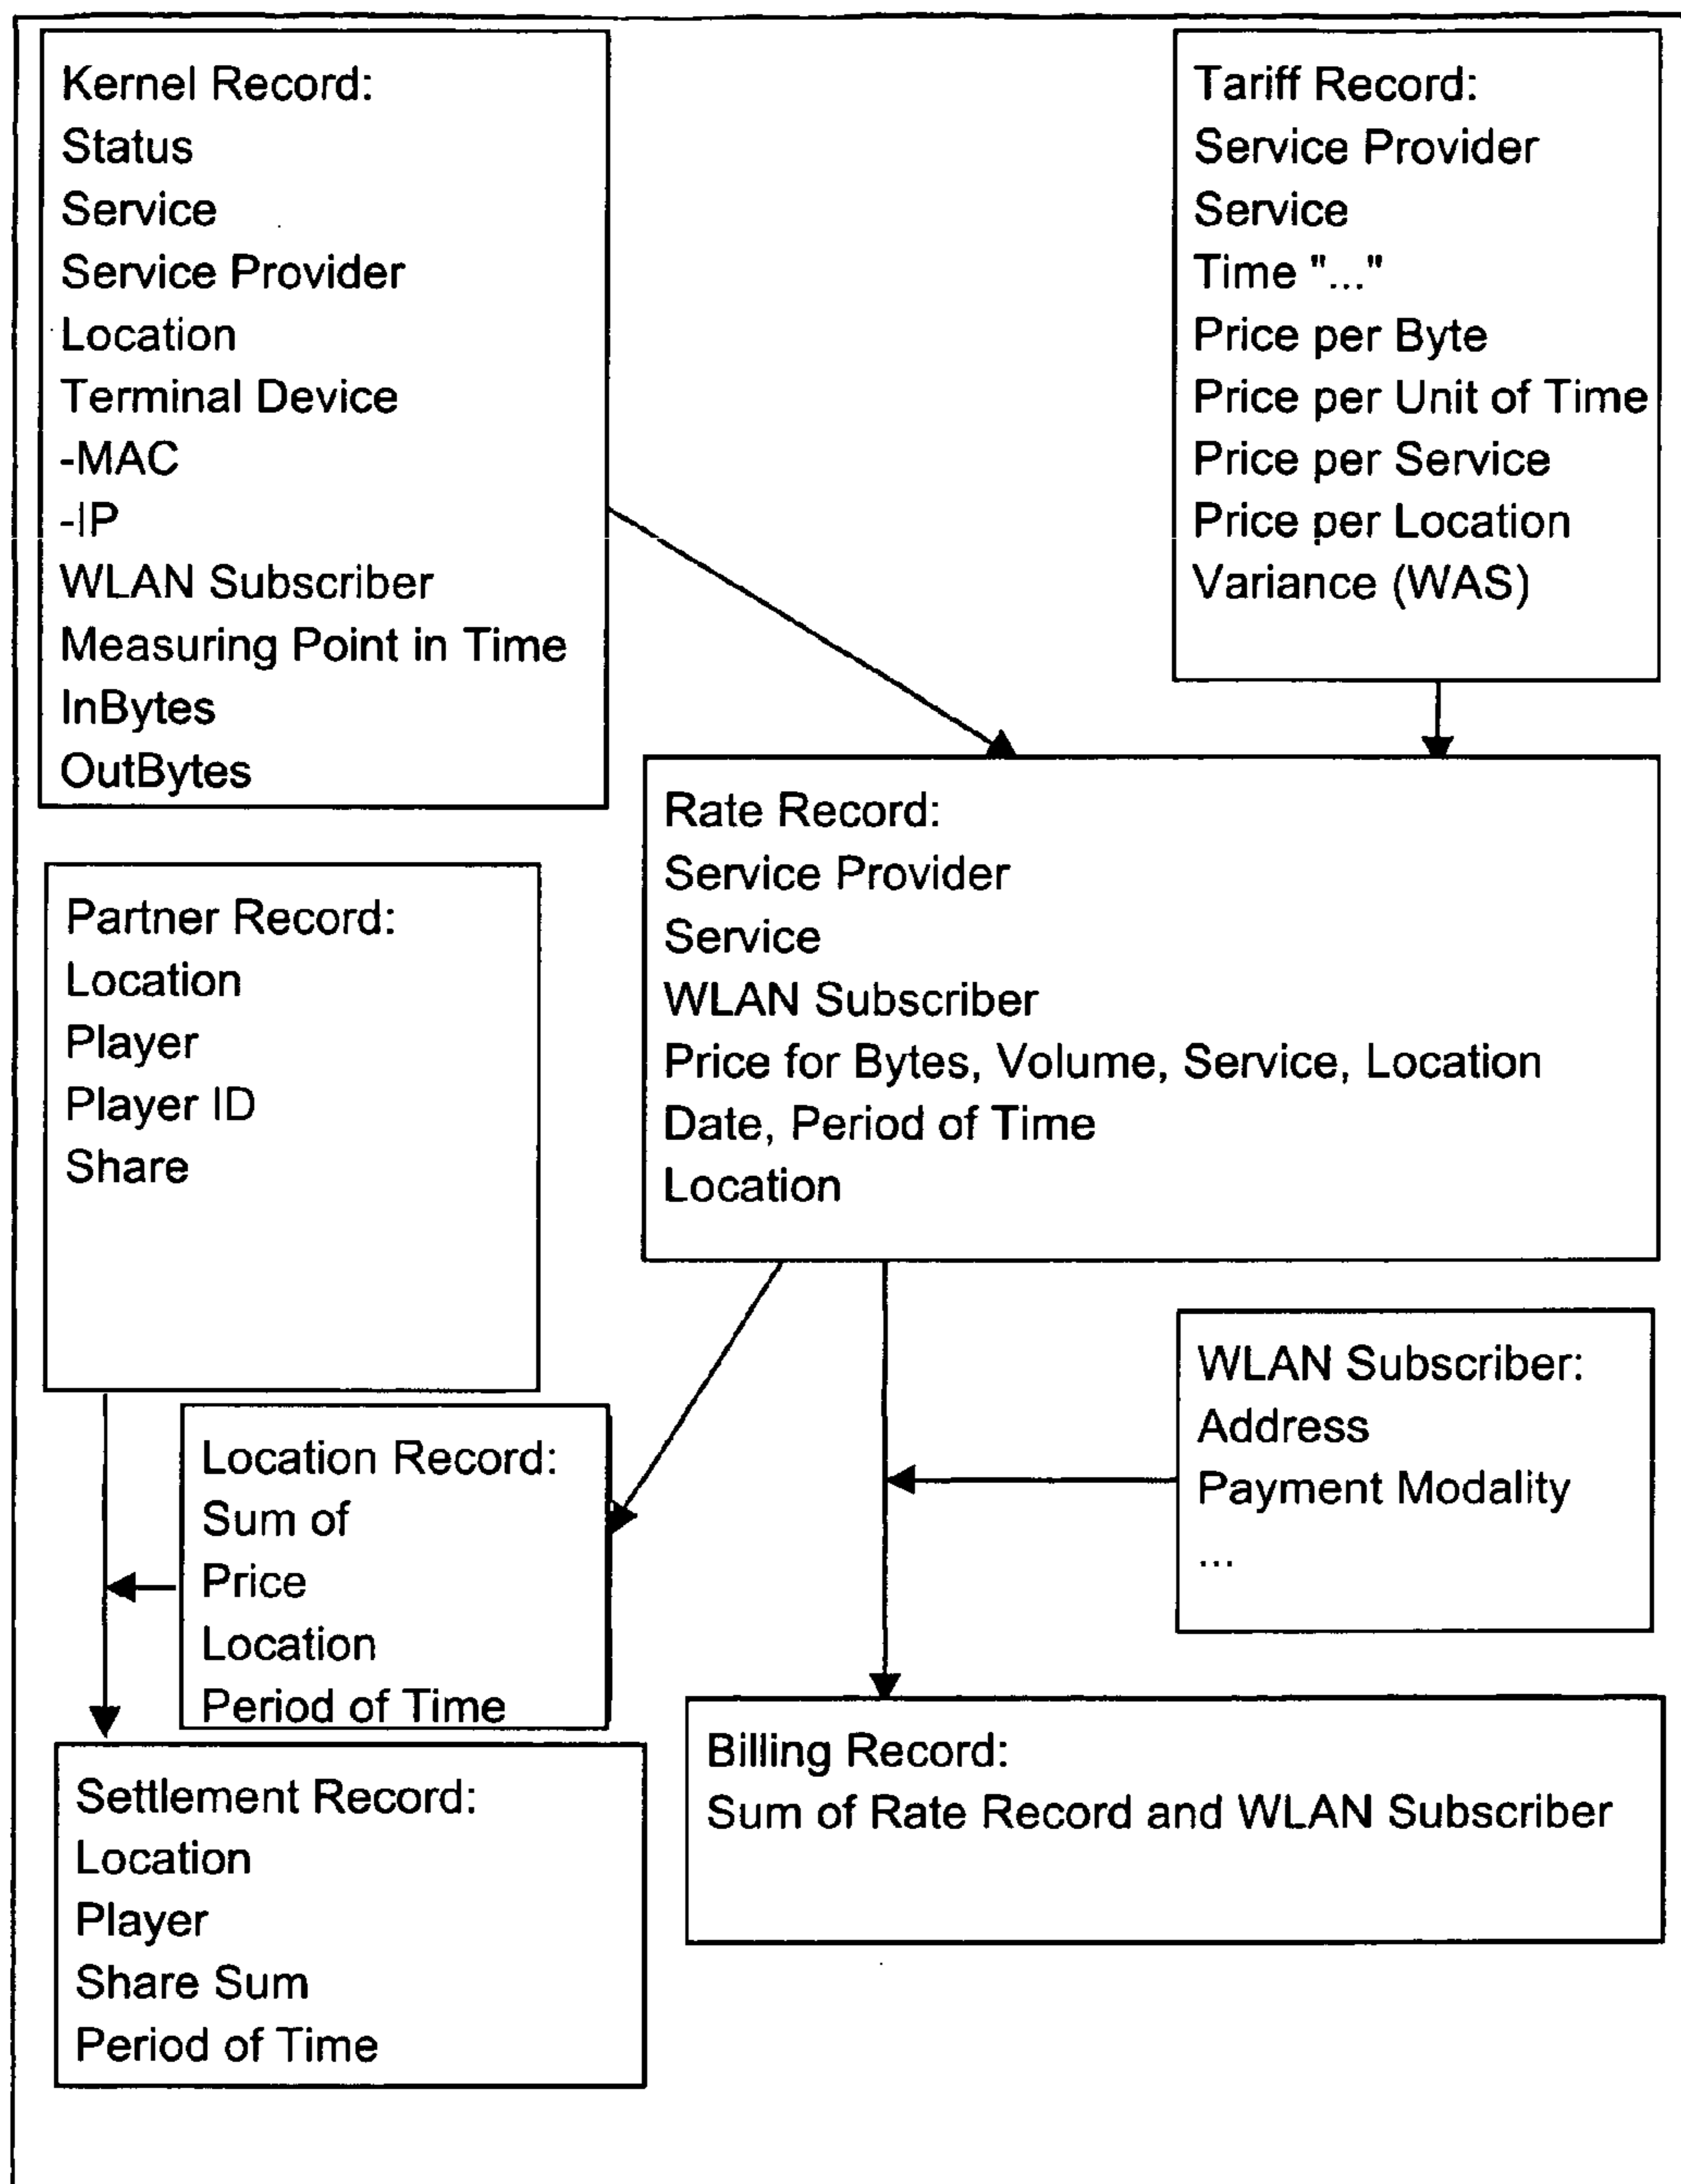 Kernel Record:
Status
Service
Service Provider
Location
Terminal Device
-MAC
-IP
WLAN Subscriber
Measuring Point in Time
InBytes
OutBytes
Tariff Record:
Service Provider
Service
Time "..."
Price per Byte
Price per Unit of Time
Price per Service
Price per Location
Variance (WAS)
Rate Record:
Service Provider
Service
WLAN Subscriber
Price for Bytes, Volume, Service, Location
Date, Period of Time
Location
Partner Record:
Location
Player
Player ID
Share
Location Record:
Sum of
Price
Location
Period of Time
WLAN Subscriber:
Address
Payment Modality
...
Settlement Record:
Location
Player
Share Sum
Period of Time
Billing Record:
Sum of Rate Record and WLAN Subscriber